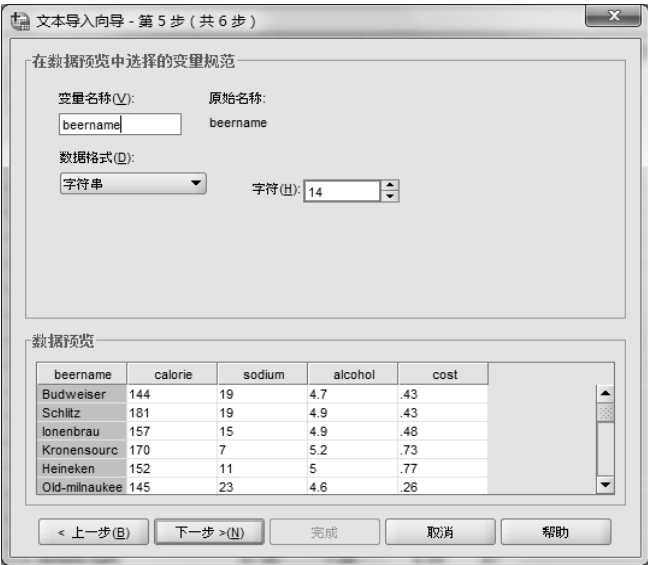 文本导入向导 - 第 5 步 ( 共 6 步 )
在数据预览中选择的变量规范
变量名称(V):
原始名称:
beername
beername
数据格式(D):
字符串
字符(H): 14
数据预览
beername calorie sodium alcohol cost
Budweiser 144 19 4.7 .43
Schlitz 181 19 4.9 .43
Ionenbrau 157 15 4.9 .48
Kronensourc 170 7 5.2 .73
Heineken 152 11 5 .77
Old-milnaukee 145 23 4.6 .26
< 上一步(B) 下一步 >(N) 完成 取消 帮助